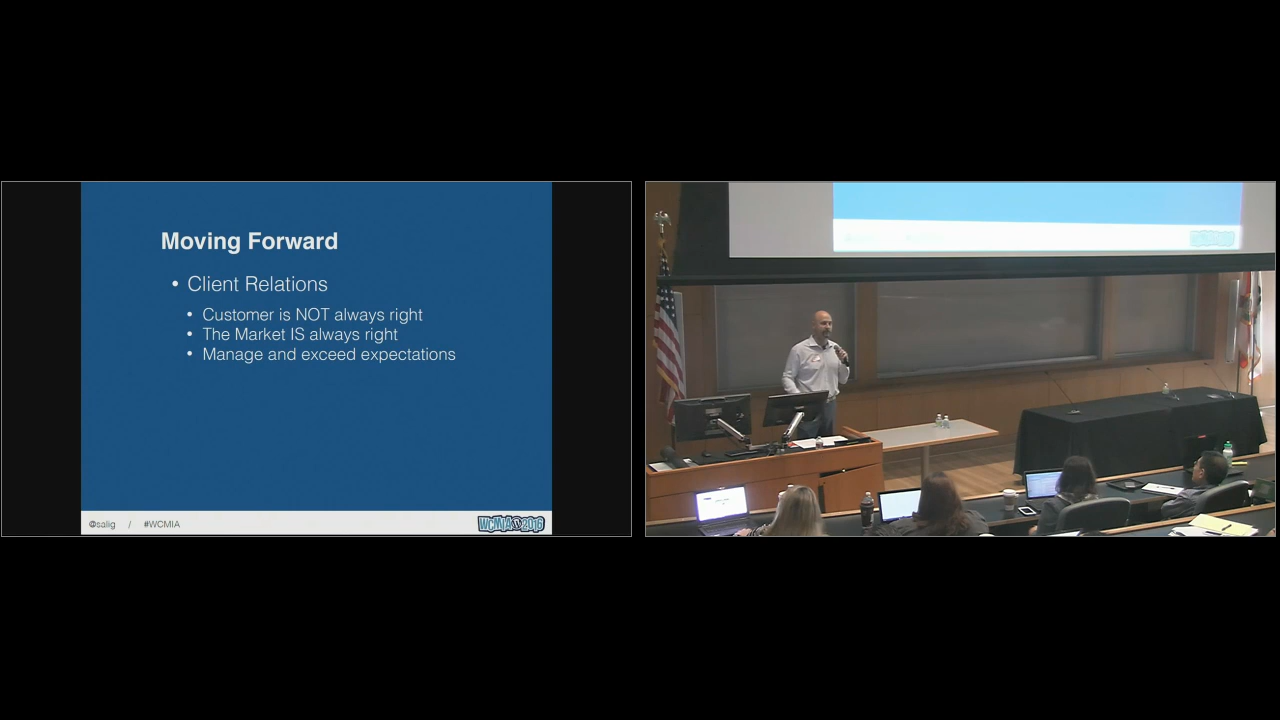 Moving Forward
• Client Relations
• Customer is NOT always right
• The Market IS always right
• Manage and exceed expectations
@salig / #WCMIA
WCMIA 2016